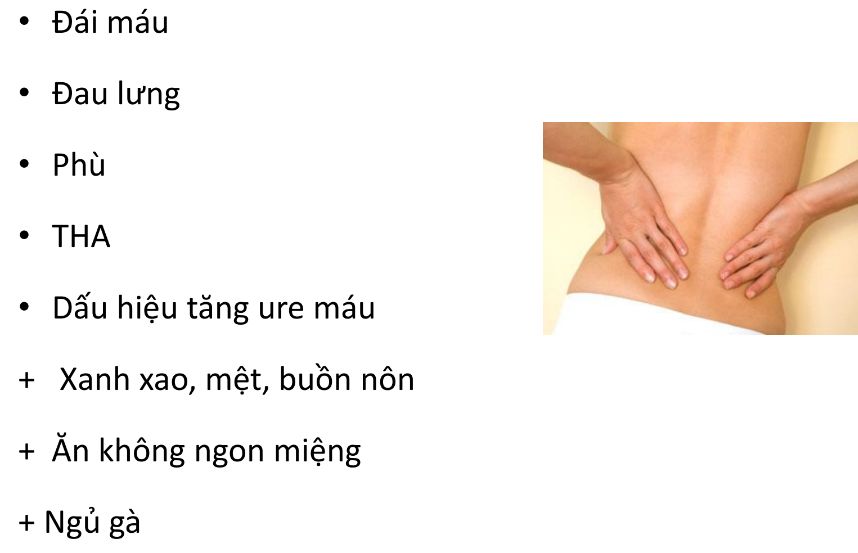 • Đái máu
• Đau lưng
• Phù
• THA
• Dấu hiệu tăng ure máu
+ Xanh xao, mệt, buồn nôn
+ Ăn không ngon miệng
+ Ngủ gà